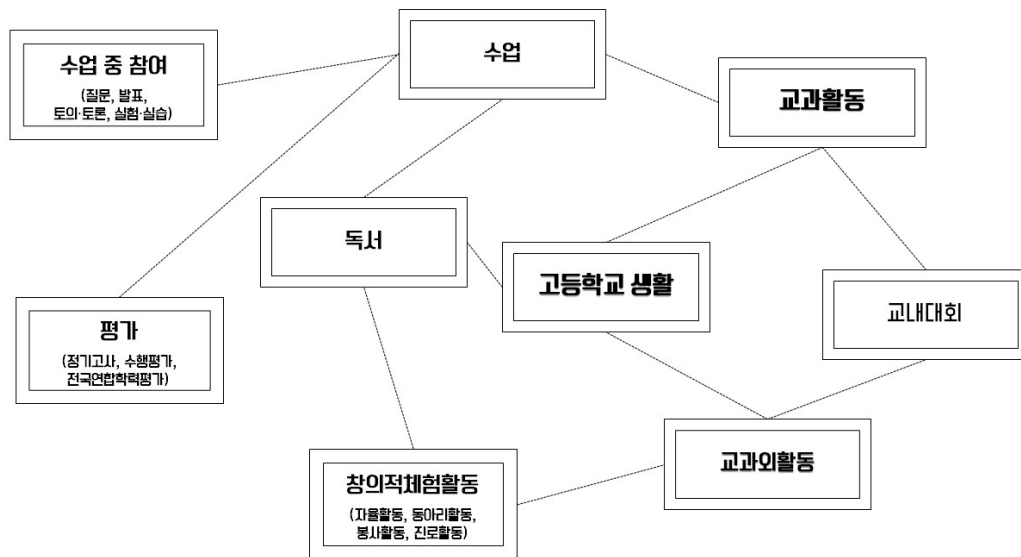 수업 중 참여
(질문, 발표,
토의·토론, 실험·실습)
수업
교과활동
독서
고등학교 생활
교내대회
평가
(정기고사, 수행평가,
전국연합학력평가)
교과외활동
창의적체험활동
(자율활동, 동아리활동,
봉사활동, 진로활동)